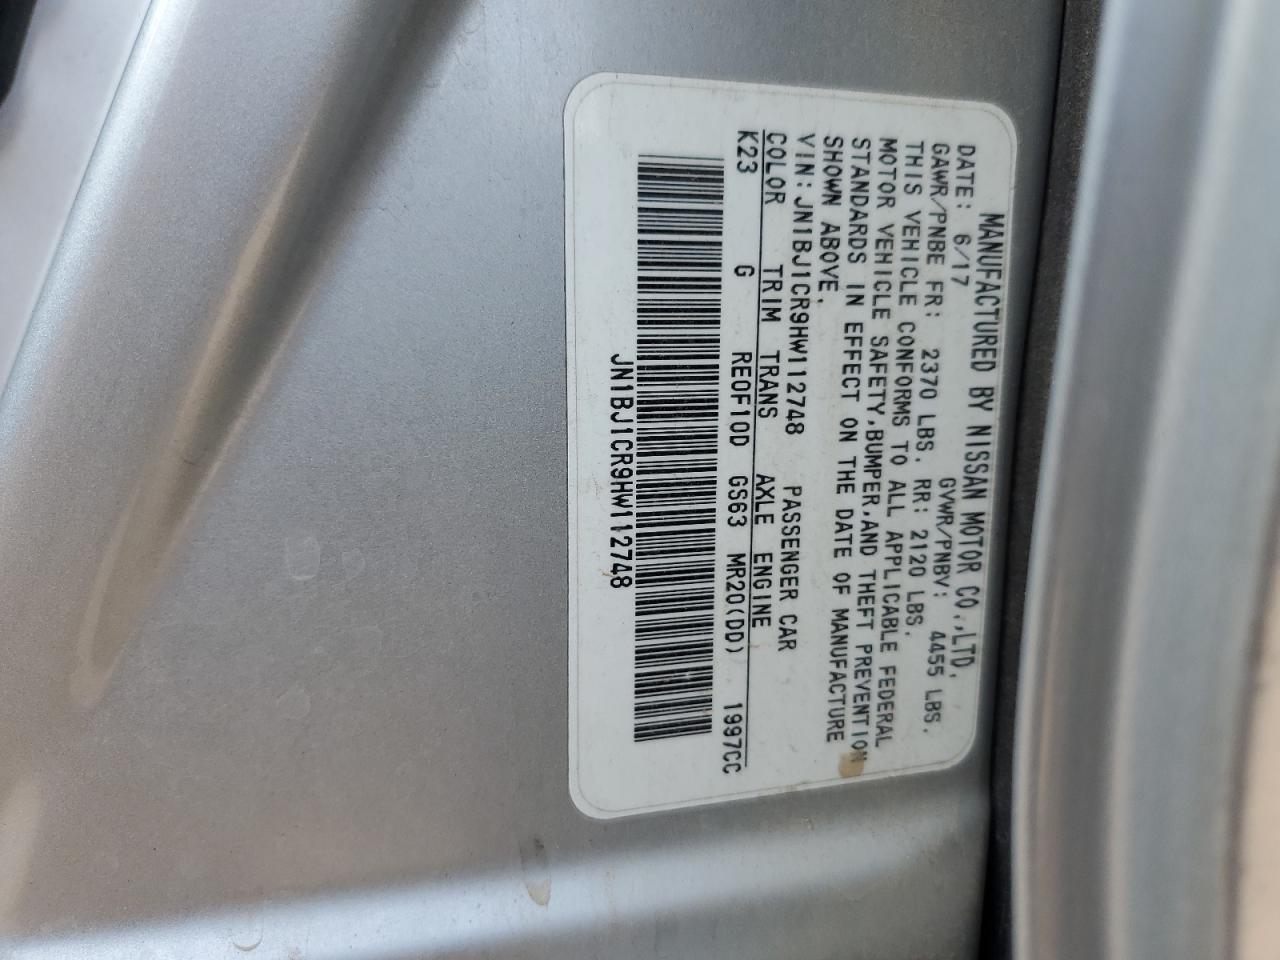 MANUFACTURED BY NISSAN MOTOR CO.,LTD.
DATE: 6/17 GVWR/PNBV: 4455 LBS.
GAWR/PNBE FR: 2370 LBS. RR: 2120 LBS.
THIS VEHICLE CONFORMS TO ALL APPLICABLE FEDERAL
MOTOR VEHICLE SAFETY,BUMPER,AND THEFT PREVENTION
STANDARDS IN EFFECT ON THE DATE OF MANUFACTURE
SHOWN ABOVE.
VIN: JN1BJ1CR9HW112748 PASSENGER CAR
COLOR TRIM TRANS AXLE ENGINE
K23 G RE0F10D GS63 MR20(DD) 1997CC
JN1BJ1CR9HW112748